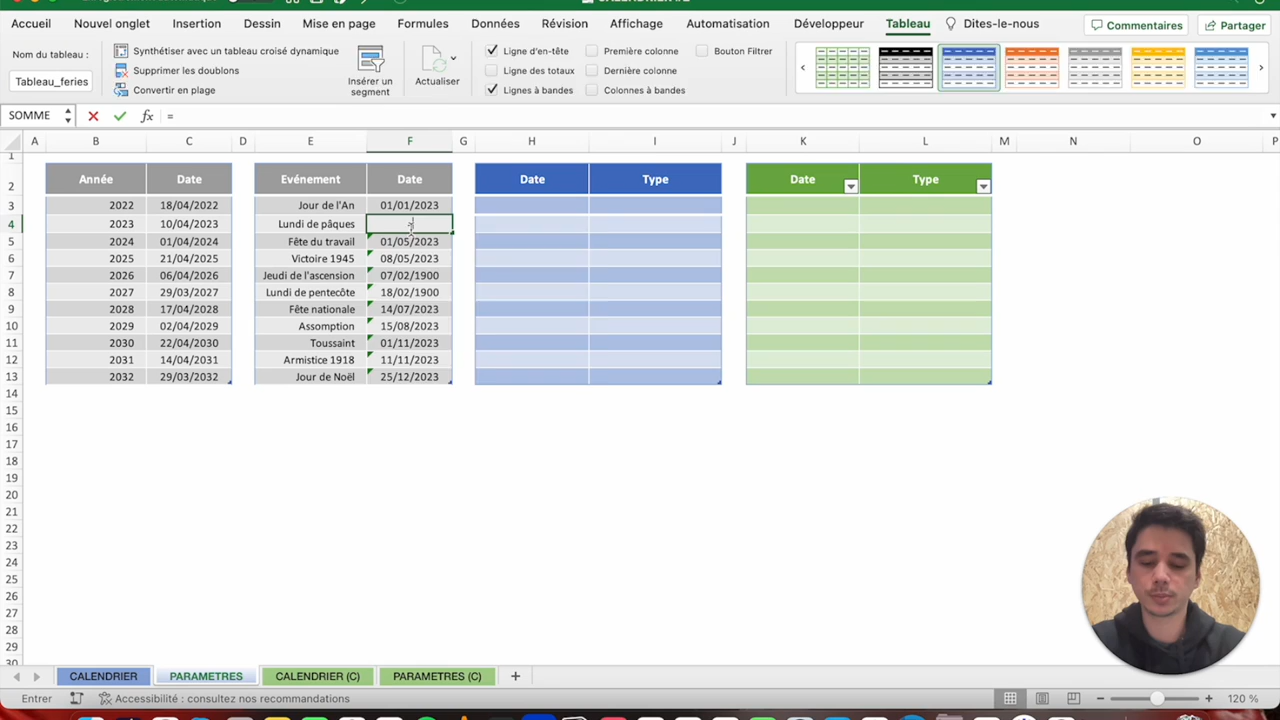 Accueil Nouvel onglet Insertion Dessin Mise en page Formules Données Révision Affichage Automatisation Développeur Tableau Dites-le-nous Commentaires Partager
Nom du tableau :
Tableau_feries
Synthétiser avec un tableau croisé dynamique
Supprimer les doublons
Convertir en plage
Insérer un
segment
Actualiser
Ligne d'en-tête Première colonne Bouton Filtrer
Ligne des totaux Dernière colonne
Lignes à bandes Colonnes à bandes
SOMME fx =
A B C D E F G H I J K L M N O P
1
2 Année Date Evénement Date Date Type Date Type
3 2022 18/04/2022 Jour de l'An 01/01/2023
4 2023 10/04/2023 Lundi de pâques =
5 2024 01/04/2024 Fête du travail 01/05/2023
6 2025 21/04/2025 Victoire 1945 08/05/2023
7 2026 06/04/2026 Jeudi de l'ascension 07/02/1900
8 2027 29/03/2027 Lundi de pentecôte 18/02/1900
9 2028 17/04/2028 Fête nationale 14/07/2023
10 2029 02/04/2029 Assomption 15/08/2023
11 2030 22/04/2030 Toussaint 01/11/2023
12 2031 14/04/2031 Armistice 1918 11/11/2023
13 2032 29/03/2032 Jour de Noël 25/12/2023
14
15
16
17
18
19
20
21
22
23
24
25
26
27
28
29
30
CALENDRIER PARAMETRES CALENDRIER (C) PARAMETRES (C) +
Entrer Accessibilité : consultez nos recommandations 120 %